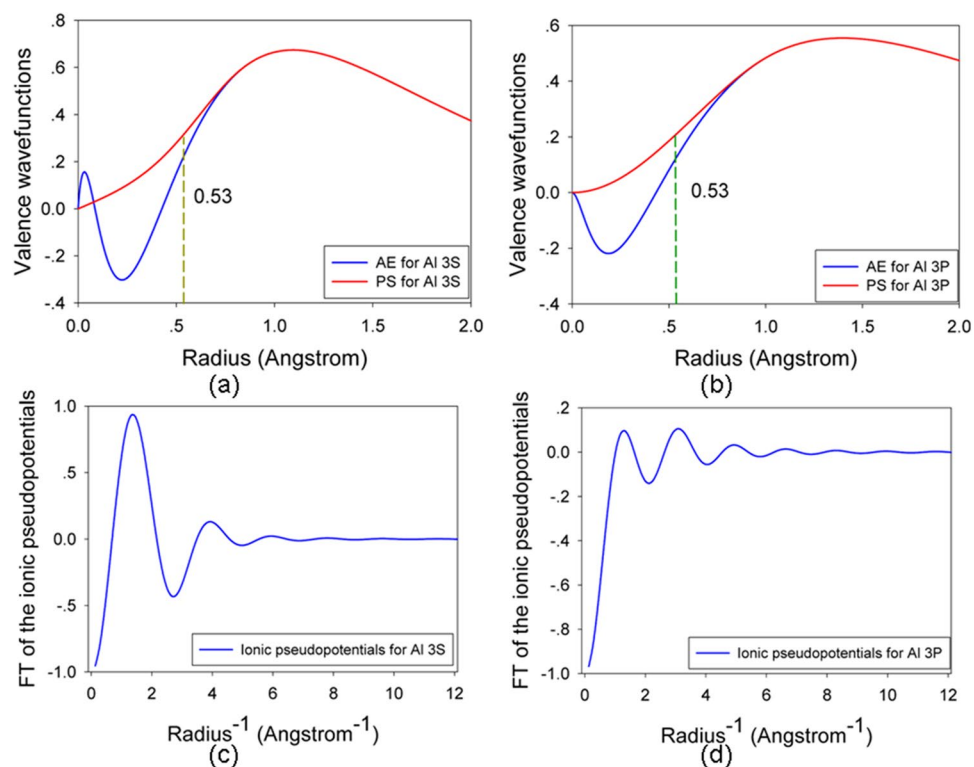 Valence wavefunctions
.8
.6
.4
.2
0.0
-.2
-.4
0.53
AE for Al 3S
PS for Al 3S
0.0 .5 1.0 1.5 2.0
Radius (Angstrom)
(a)
Valence wavefunctions
.6
.4
.2
0.0
-.2
-.4
-.6
0.53
AE for Al 3P
PS for Al 3P
0.0 .5 1.0 1.5 2.0
Radius (Angstrom)
(b)
FT of the ionic pseudopotentials
1.0
.5
0.0
-.5
-1.0
Ionic pseudopotentials for Al 3S
0 2 4 6 8 10 12
Radius⁻¹ (Angstrom⁻¹)
(c)
FT of the ionic pseudopotentials
.2
0.0
-.2
-.4
-.6
-.8
-1.0
Ionic pseudopotentials for Al 3P
0 2 4 6 8 10 12
Radius⁻¹ (Angstrom⁻¹)
(d)